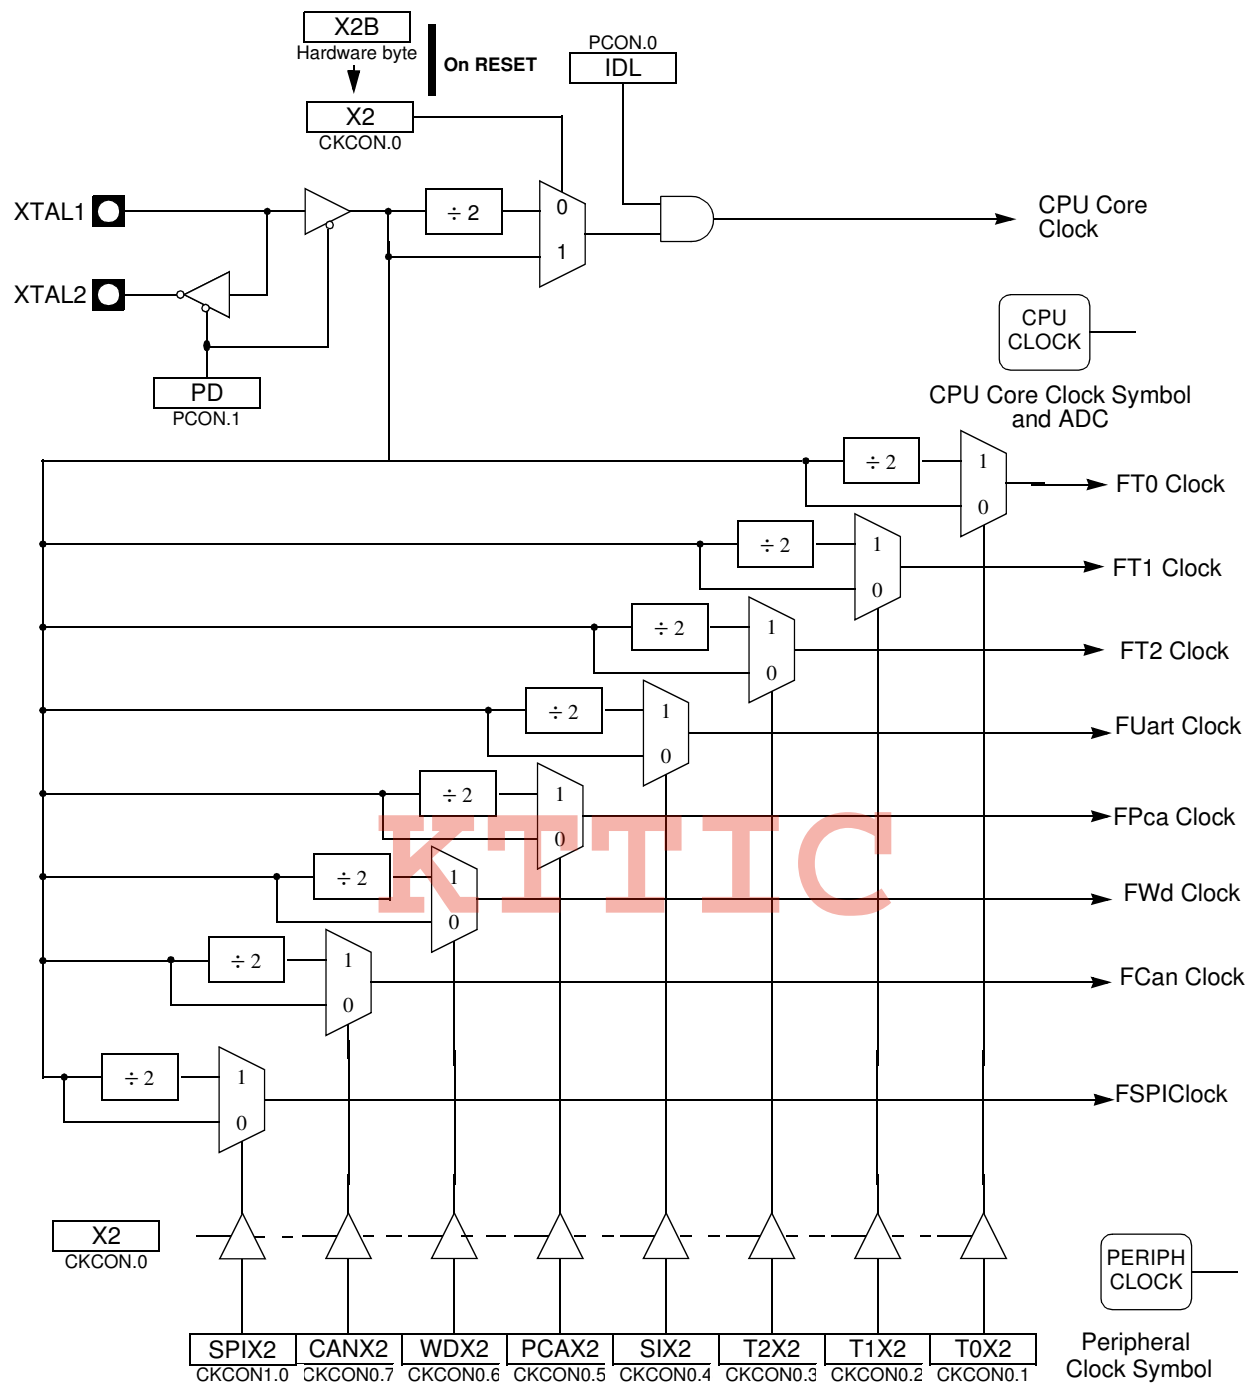 X2B
Hardware byte
On RESET
PCON.0
IDL
X2
CKCON.0
XTAL1
÷ 2
0
1
CPU Core
Clock
XTAL2
PD
PCON.1
CPU
CLOCK
CPU Core Clock Symbol
and ADC
÷ 2
1
0
FT0 Clock
÷ 2
1
0
FT1 Clock
÷ 2
1
0
FT2 Clock
÷ 2
1
0
FUart Clock
÷ 2
1
0
FPca Clock
KTTIC
÷ 2
1
0
FWd Clock
÷ 2
1
0
FCan Clock
÷ 2
1
0
FSPIClock
X2
CKCON.0
PERIPH
CLOCK
SPIX2
CANX2
WDX2
PCAX2
SIX2
T2X2
T1X2
T0X2
CKCON1.0
CKCON0.7
CKCON0.6
CKCON0.5
CKCON0.4
CKCON0.3
CKCON0.2
CKCON0.1
Peripheral
Clock Symbol